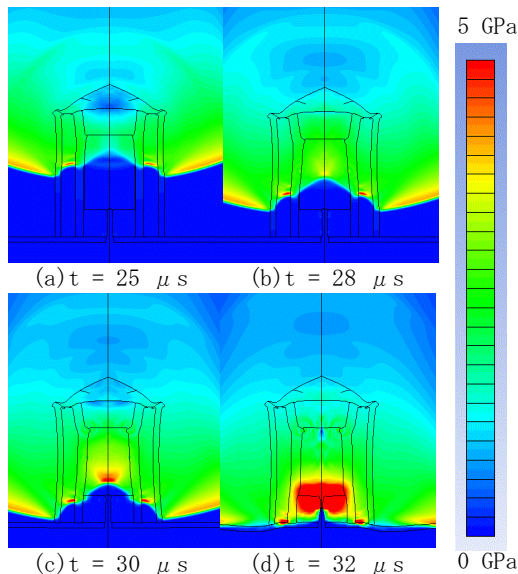 5 GPa
(a)t = 25 μs (b)t = 28 μs
(c)t = 30 μs (d)t = 32 μs
0 GPa